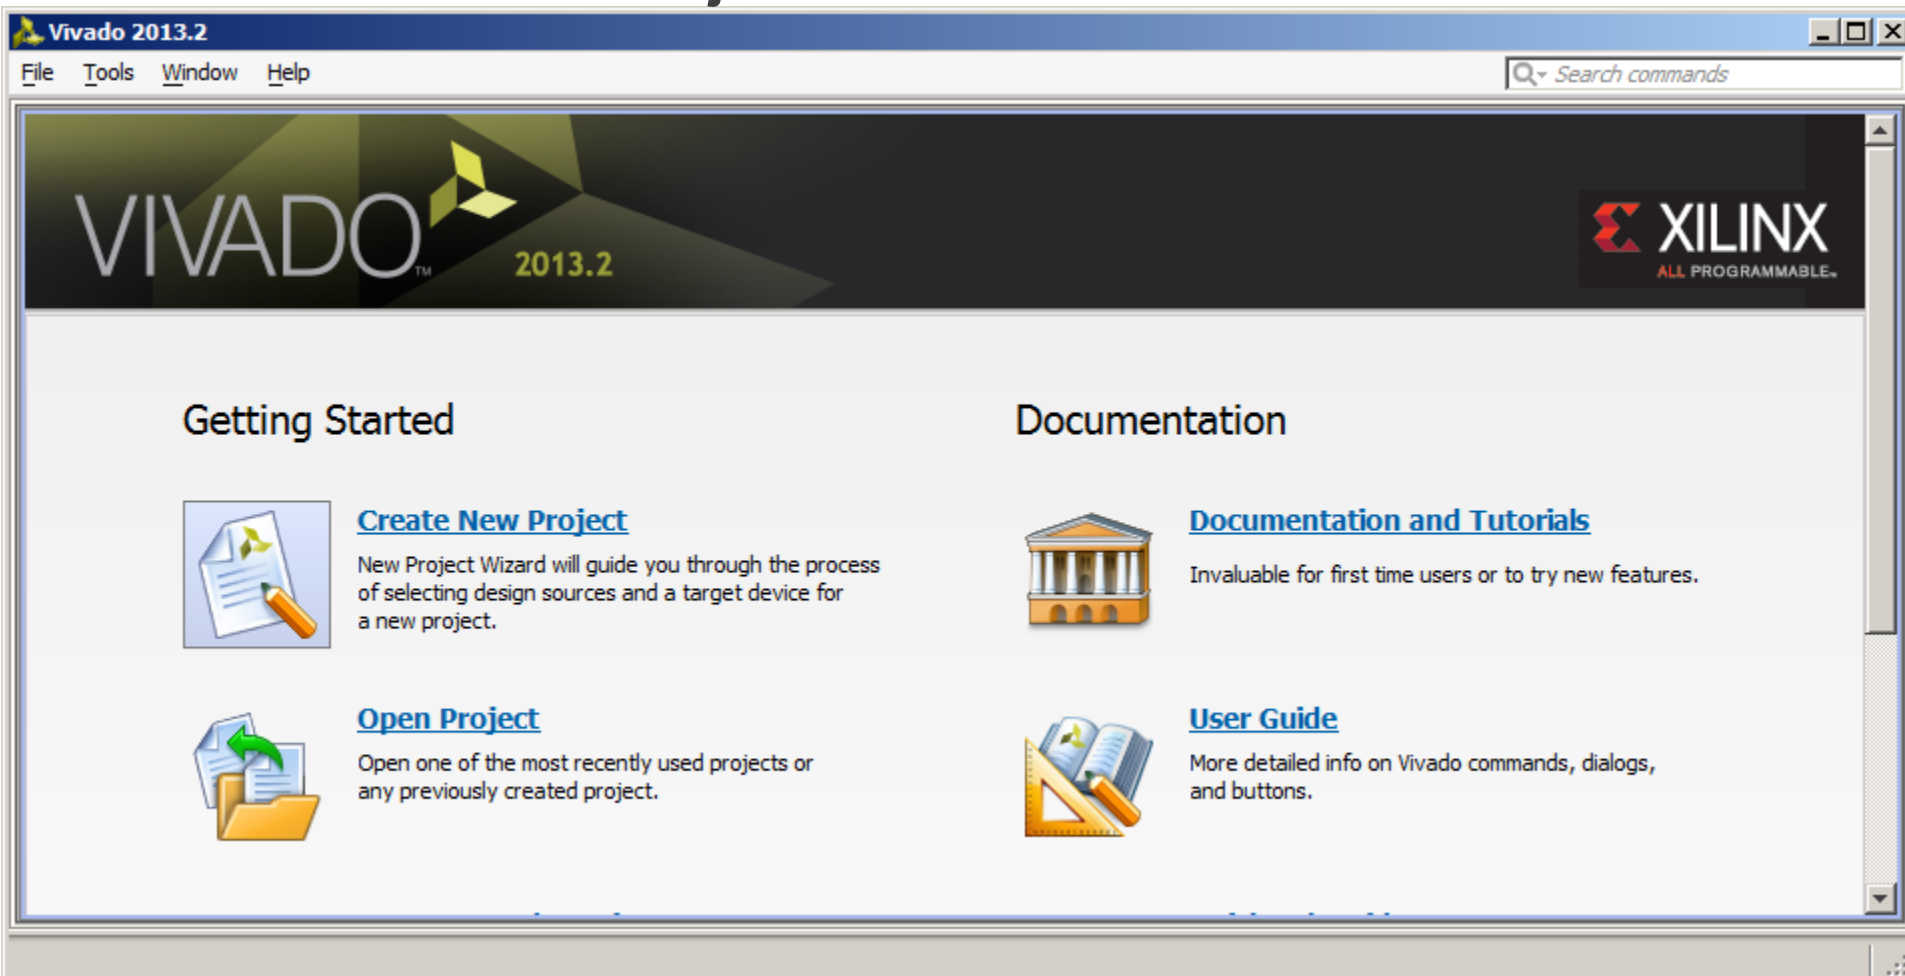 Vivado 2013.2
File Tools Window Help
Search commands
VIVADO™
2013.2
XILINX
ALL PROGRAMMABLE™
Getting Started
Create New Project
New Project Wizard will guide you through the process
of selecting design sources and a target device for
a new project.
Open Project
Open one of the most recently used projects or
any previously created project.
Documentation
Documentation and Tutorials
Invaluable for first time users or to try new features.
User Guide
More detailed info on Vivado commands, dialogs,
and buttons.